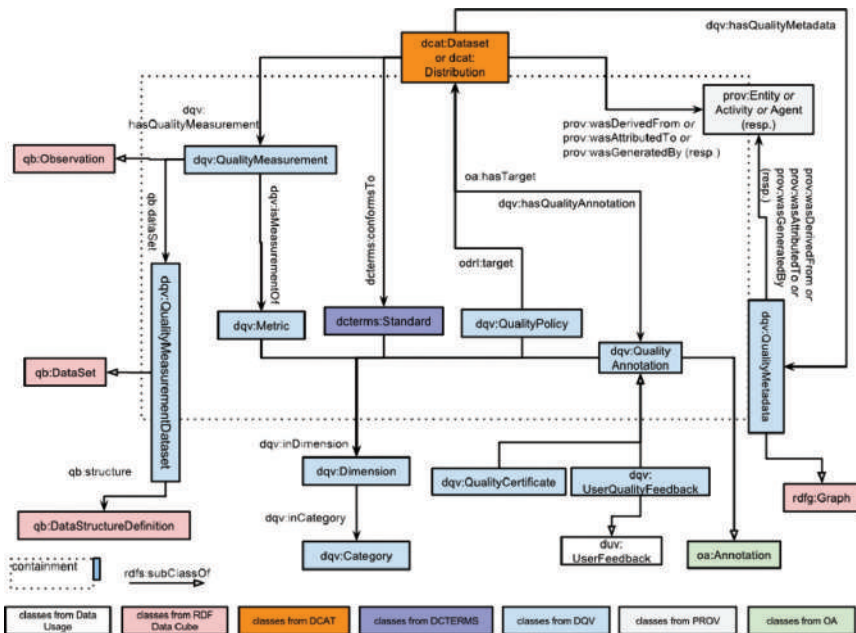 dqv:hasQualityMetadata
dcat:Dataset
or dcat:
Distribution
dqv:
hasQualityMeasurement
prov:Entity or
Activity or Agent
(resp.)
prov:wasDerivedFrom or
prov:wasAttributedTo or
prov:wasGeneratedBy (resp.)
qb:Observation
dqv:QualityMeasurement
oa:hasTarget
dqv:hasQualityAnnotation
qb:dataSet
dqv:isMeasurementOf
dcterms:conformsTo
prov:wasDerivedFrom or
prov:wasAttributedTo or
prov:wasGeneratedBy
(resp.)
odrl:target
dqv:QualityMeasurementDataset
dqv:Metric
dcterms:Standard
dqv:QualityPolicy
dqv:Quality
Annotation
dqv:QualityMetadata
qb:DataSet
dqv:inDimension
qb:structure
dqv:Dimension
dqv:QualityCertificate
dqv:
UserQualityFeedback
rdfg:Graph
qb:DataStructureDefinition
dqv:inCategory
dqv:Category
duv:
UserFeedback
oa:Annotation
containment
rdfs:subClassOf
classes from Data
Usage
classes from RDF
Data Cube
classes from DCAT
classes from DCTERMS
classes from DQV
classes from PROV
classes from OA